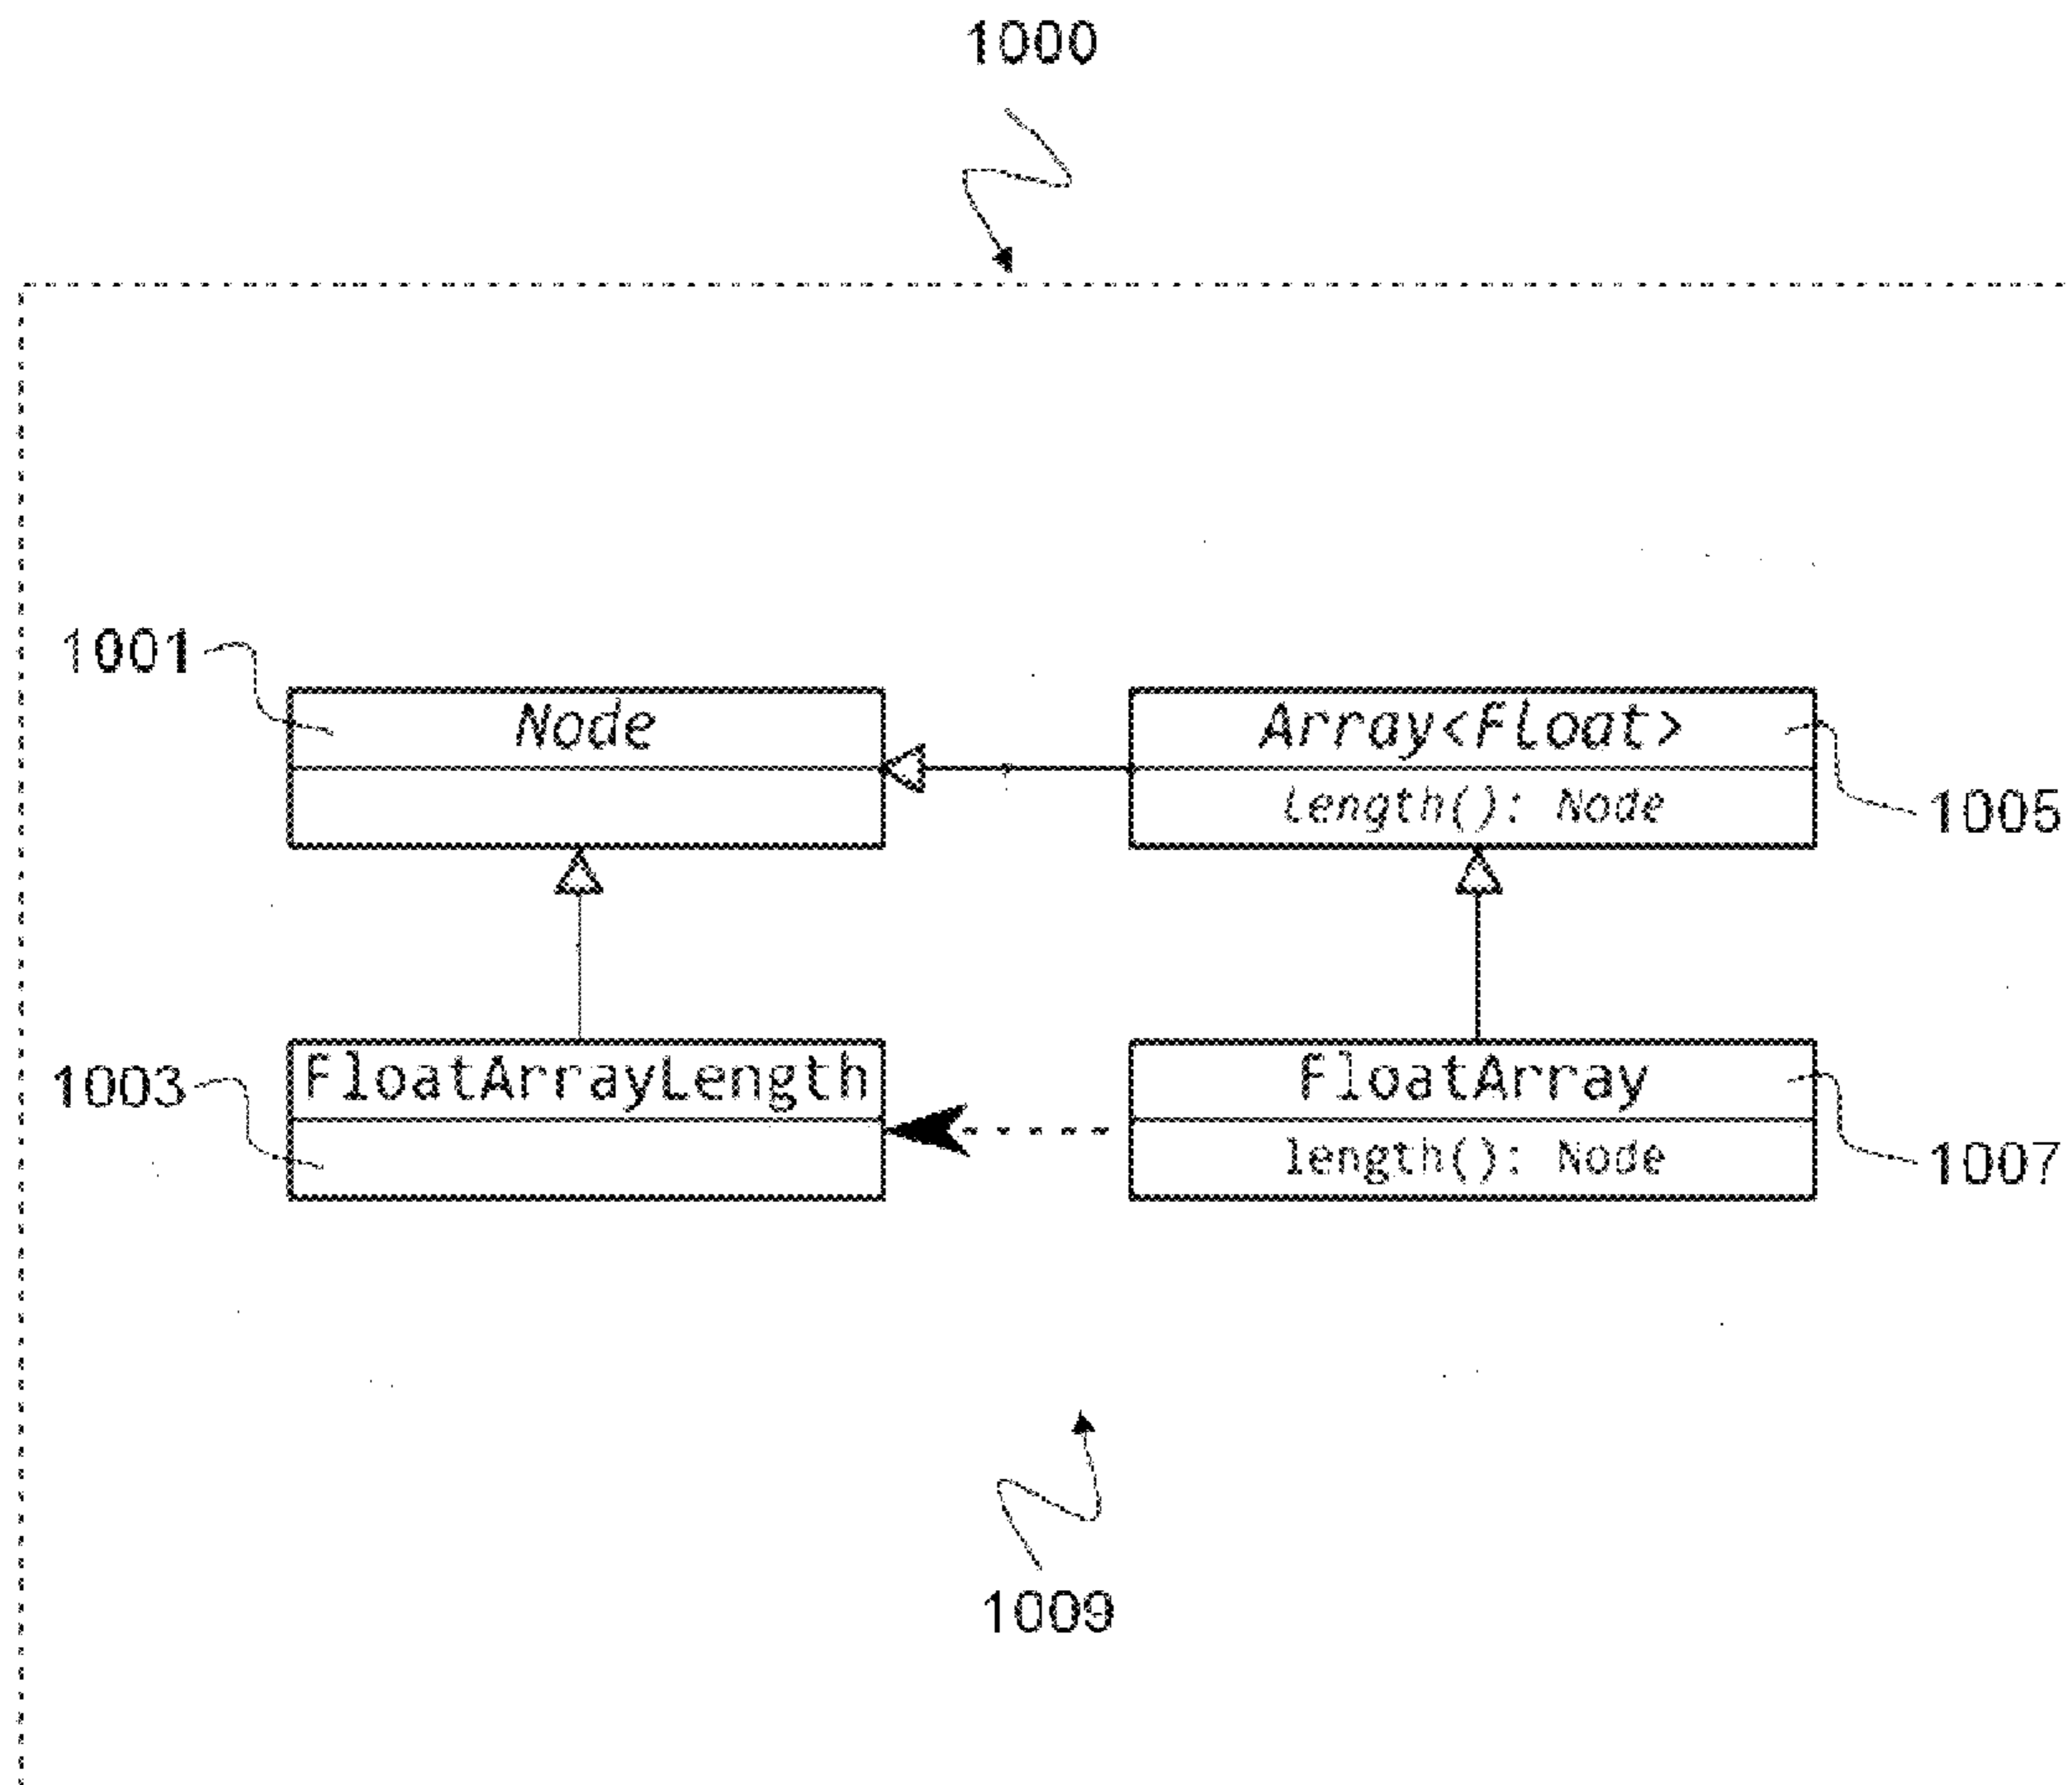 1000
1001
Node
Array<Float>
length(): Node
1005
1003
FloatArrayLength
FloatArray
length(): Node
1007
1009